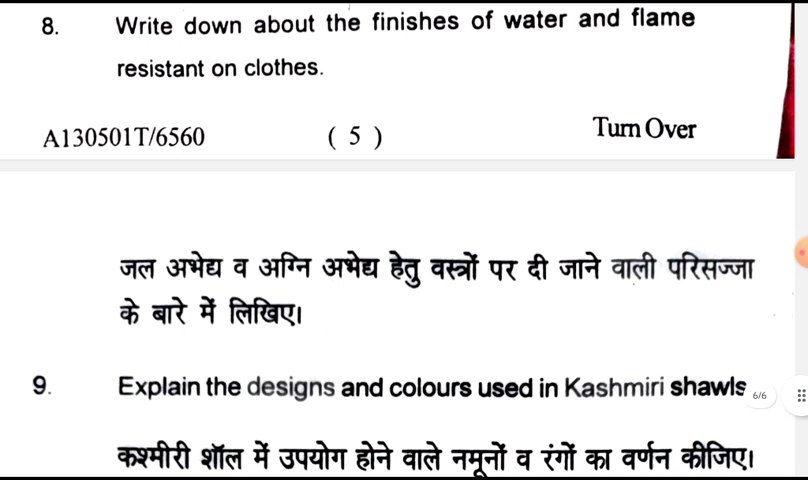 8. Write down about the finishes of water and flame
resistant on clothes.
A130501T/6560 ( 5 ) Turn Over
जल अभेद्य व अग्नि अभेद्य हेतु वस्त्रों पर दी जाने वाली परिसज्जा
के बारे में लिखिए।
9. Explain the designs and colours used in Kashmiri shawls
6/6
कश्मीरी शॉल में उपयोग होने वाले नमूनों व रंगों का वर्णन कीजिए।